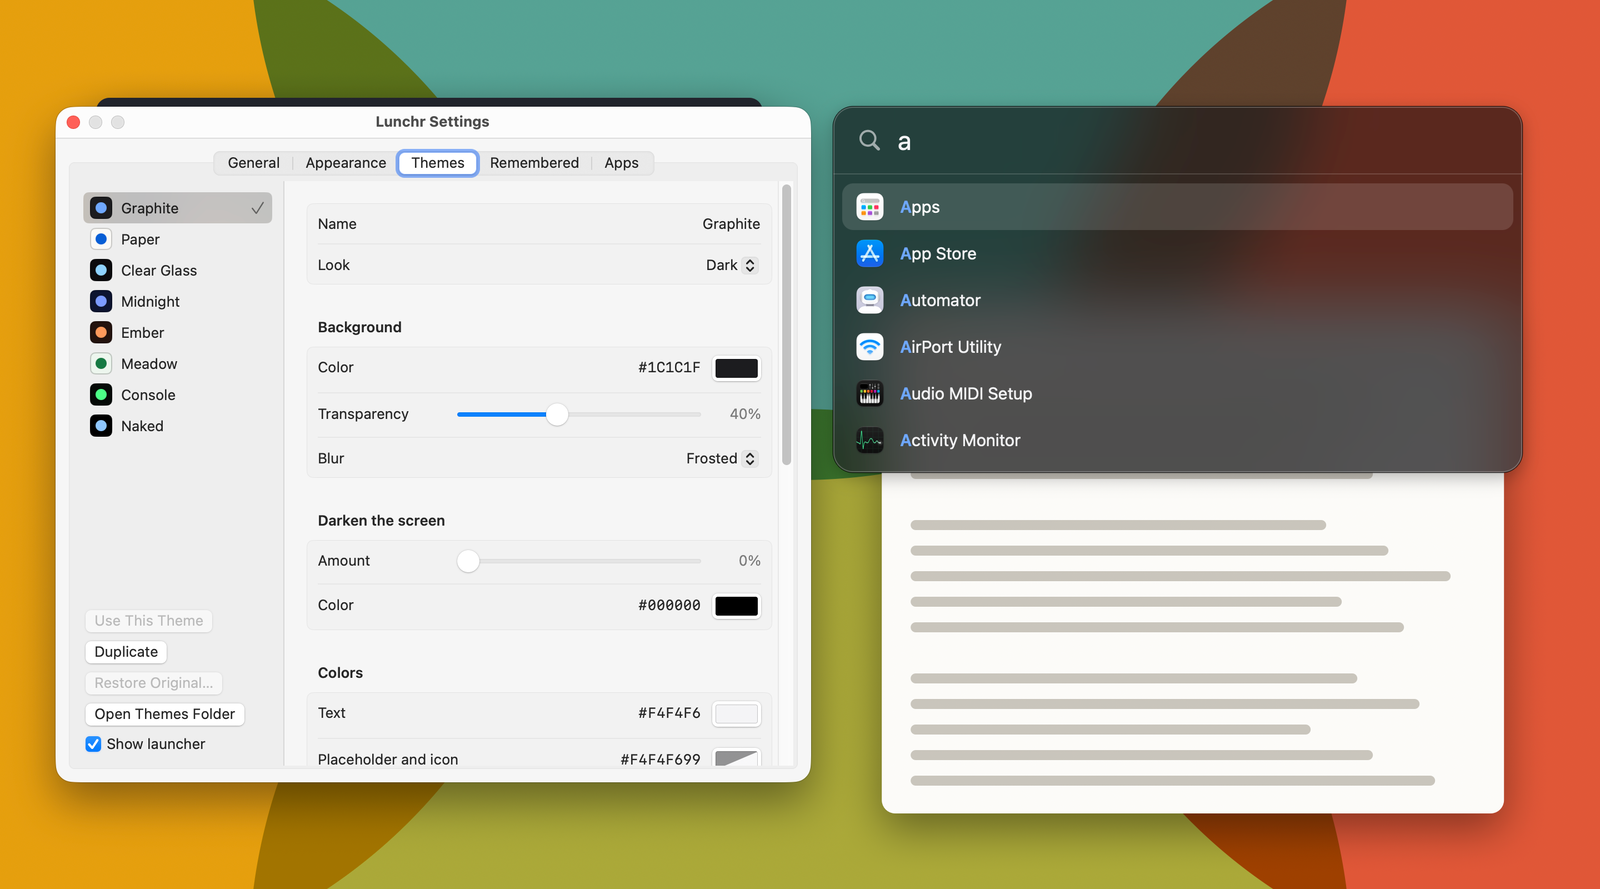 Lunchr Settings
General
Appearance
Themes
Remembered
Apps
Graphite
Paper
Clear Glass
Midnight
Ember
Meadow
Console
Naked
Use This Theme
Duplicate
Restore Original...
Open Themes Folder
Show launcher
Name Graphite
Look Dark
Background
Color #1C1C1F
Transparency 40%
Blur Frosted
Darken the screen
Amount 0%
Color #000000
Colors
Text #F4F4F6
Placeholder and icon #F4F4F699
a
Apps
App Store
Automator
AirPort Utility
Audio MIDI Setup
Activity Monitor